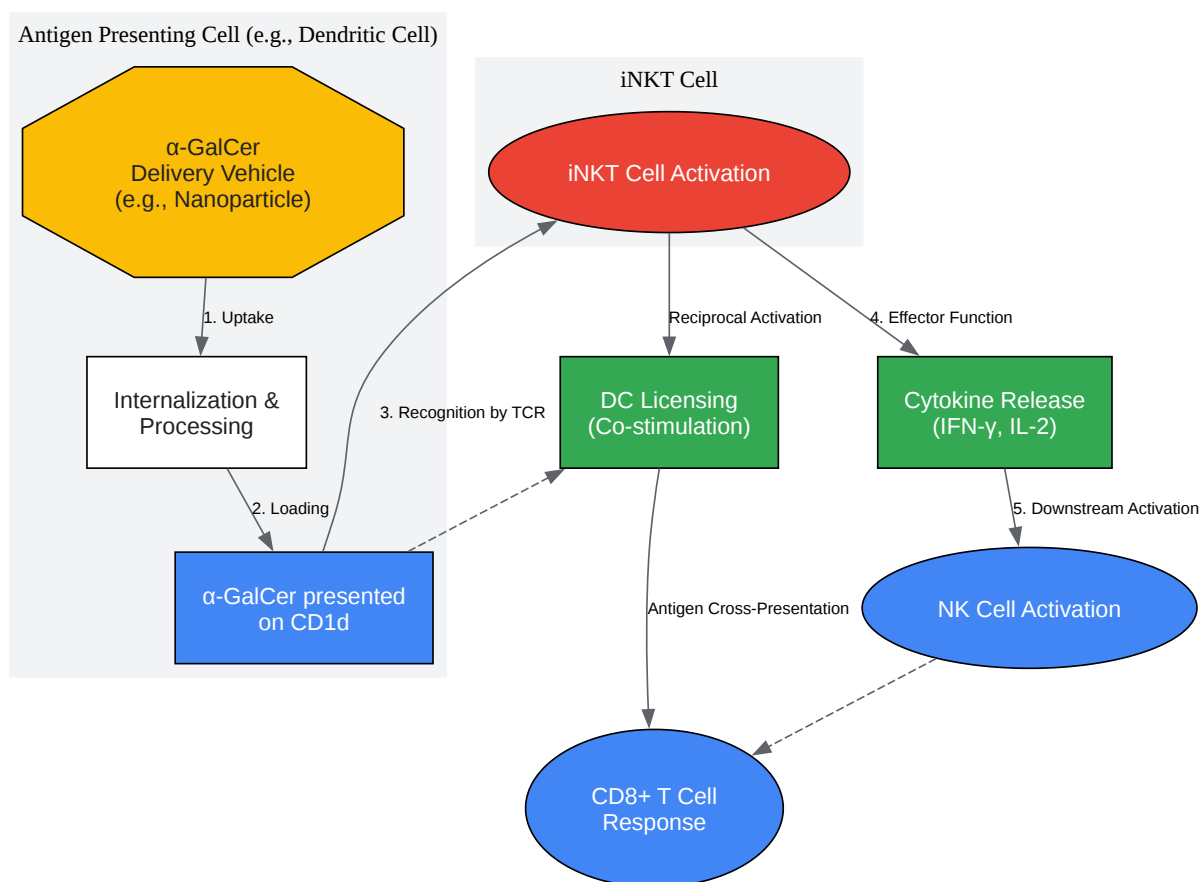 Antigen Presenting Cell (e.g., Dendritic Cell)
α-GalCer
Delivery Vehicle
(e.g., Nanoparticle)
iNKT Cell
iNKT Cell Activation
1. Uptake
Reciprocal Activation
4. Effector Function
Internalization &
Processing
3. Recognition by TCR
DC Licensing
(Co-stimulation)
Cytokine Release
(IFN-γ, IL-2)
2. Loading
5. Downstream Activation
α-GalCer presented
on CD1d
Antigen Cross-Presentation
NK Cell Activation
CD8+ T Cell
Response